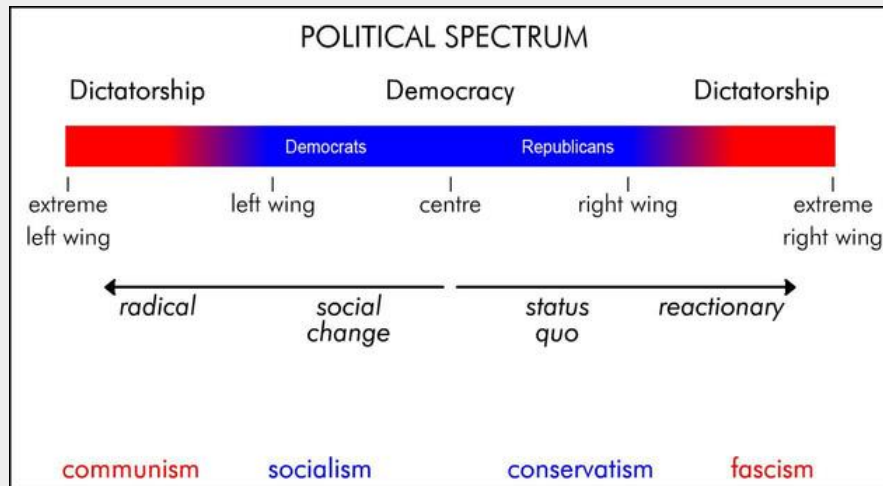 POLITICAL SPECTRUM
Dictatorship Democracy Dictatorship
Democrats Republicans
extreme left wing centre right wing extreme
left wing right wing
radical social status reactionary
change quo
communism socialism conservatism fascism